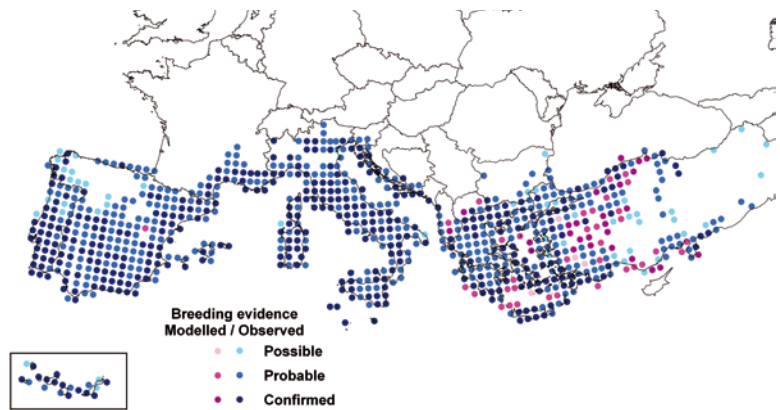 Breeding evidence
Modelled / Observed
Possible
Probable
Confirmed